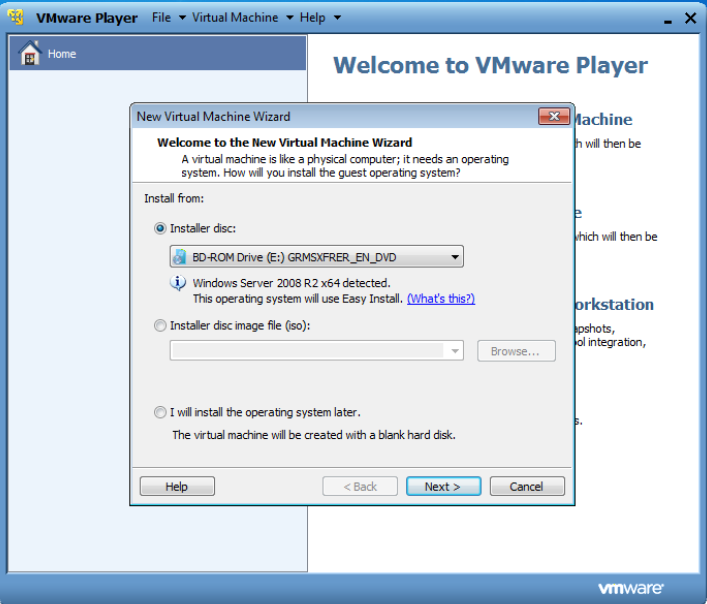 VMware Player File Virtual Machine Help
Home
Welcome to VMware Player
New Virtual Machine Wizard
Welcome to the New Virtual Machine Wizard
A virtual machine is like a physical computer; it needs an operating
system. How will you install the guest operating system?
Install from:
Installer disc:
BD-ROM Drive (E:) GRMSXFRER_EN_DVD
Windows Server 2008 R2 x64 detected.
This operating system will use Easy Install. (What's this?)
Installer disc image file (iso):
Browse...
I will install the operating system later.
The virtual machine will be created with a blank hard disk.
Help
< Back
Next >
Cancel
Machine
will then be
which will then be
orkstation
apshots,
integration,
vmware